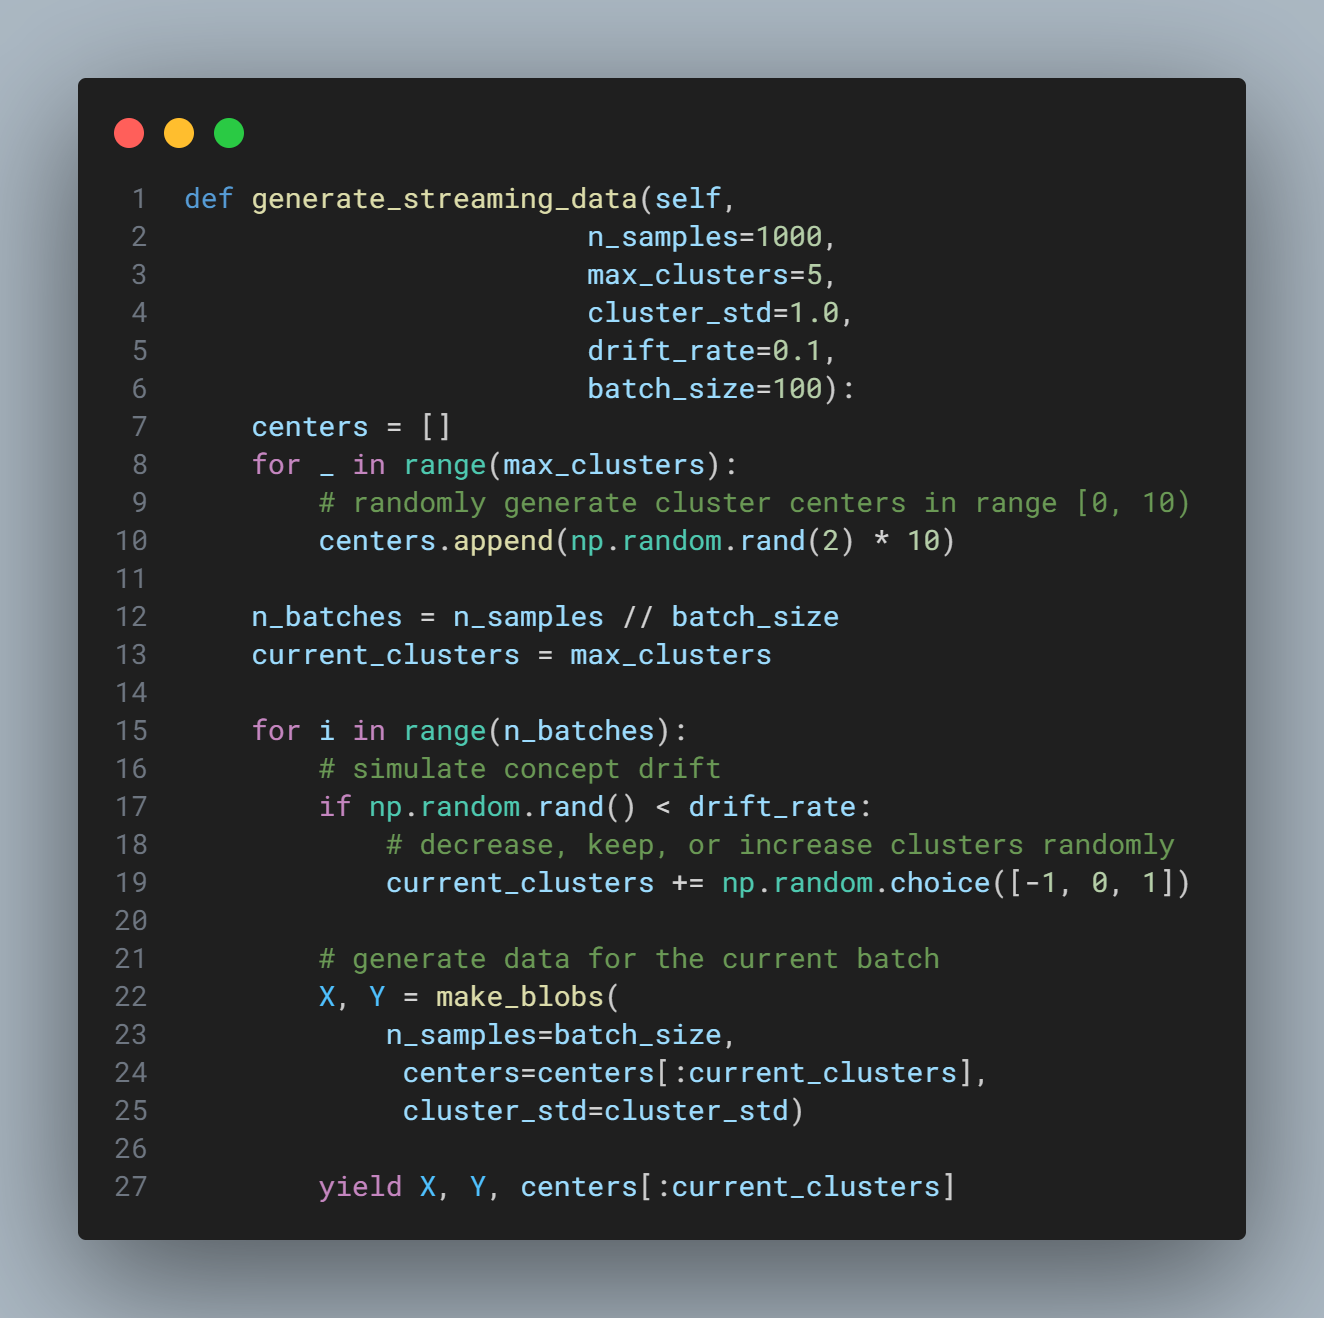 1 def generate_streaming_data(self,
2                         n_samples=1000,
3                         max_clusters=5,
4                         cluster_std=1.0,
5                         drift_rate=0.1,
6                         batch_size=100):
7     centers = []
8     for _ in range(max_clusters):
9         # randomly generate cluster centers in range [0, 10)
10         centers.append(np.random.rand(2) * 10)
11
12     n_batches = n_samples // batch_size
13     current_clusters = max_clusters
14
15     for i in range(n_batches):
16         # simulate concept drift
17         if np.random.rand() < drift_rate:
18             # decrease, keep, or increase clusters randomly
19             current_clusters += np.random.choice([-1, 0, 1])
20
21         # generate data for the current batch
22         X, Y = make_blobs(
23             n_samples=batch_size,
24              centers=centers[:current_clusters],
25              cluster_std=cluster_std)
26
27         yield X, Y, centers[:current_clusters]